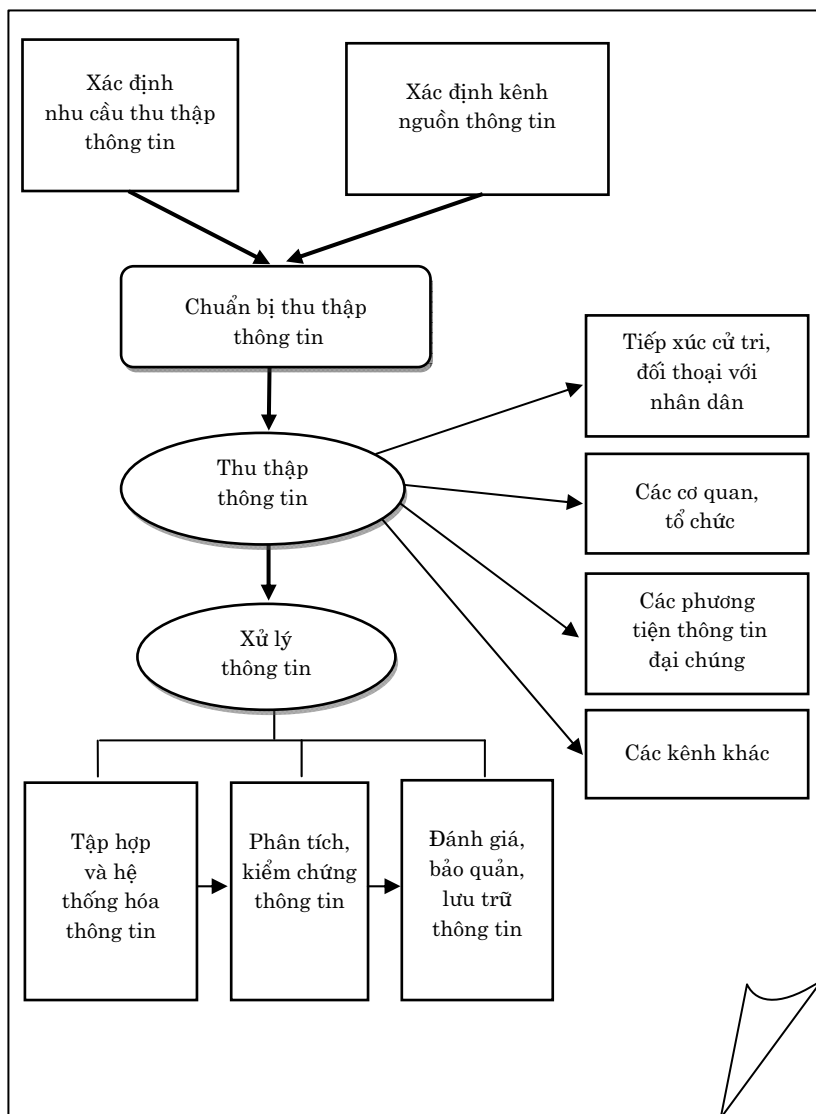 Xác định
nhu cầu thu thập
thông tin
Xác định kênh
nguồn thông tin
Chuẩn bị thu thập
thông tin
Thu thập
thông tin
Tiếp xúc cử tri,
đối thoại với
nhân dân
Các cơ quan,
tổ chức
Các phương
tiện thông tin
đại chúng
Các kênh khác
Xử lý
thông tin
Tập hợp
và hệ
thống hóa
thông tin
Phân tích,
kiểm chứng
thông tin
Đánh giá,
bảo quản,
lưu trữ
thông tin